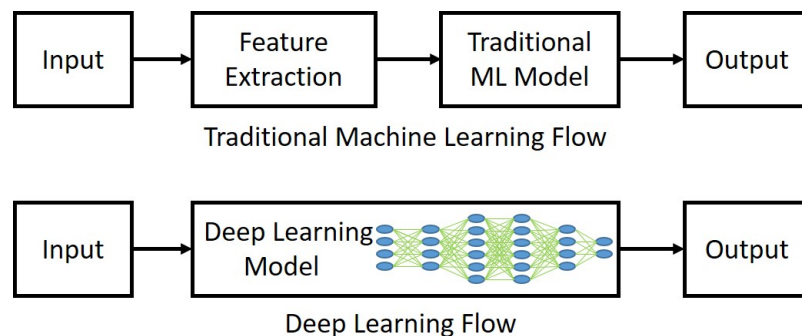 Input
Feature
Extraction
Traditional
ML Model
Output
Traditional Machine Learning Flow
Input
Deep Learning
Model
Output
Deep Learning Flow